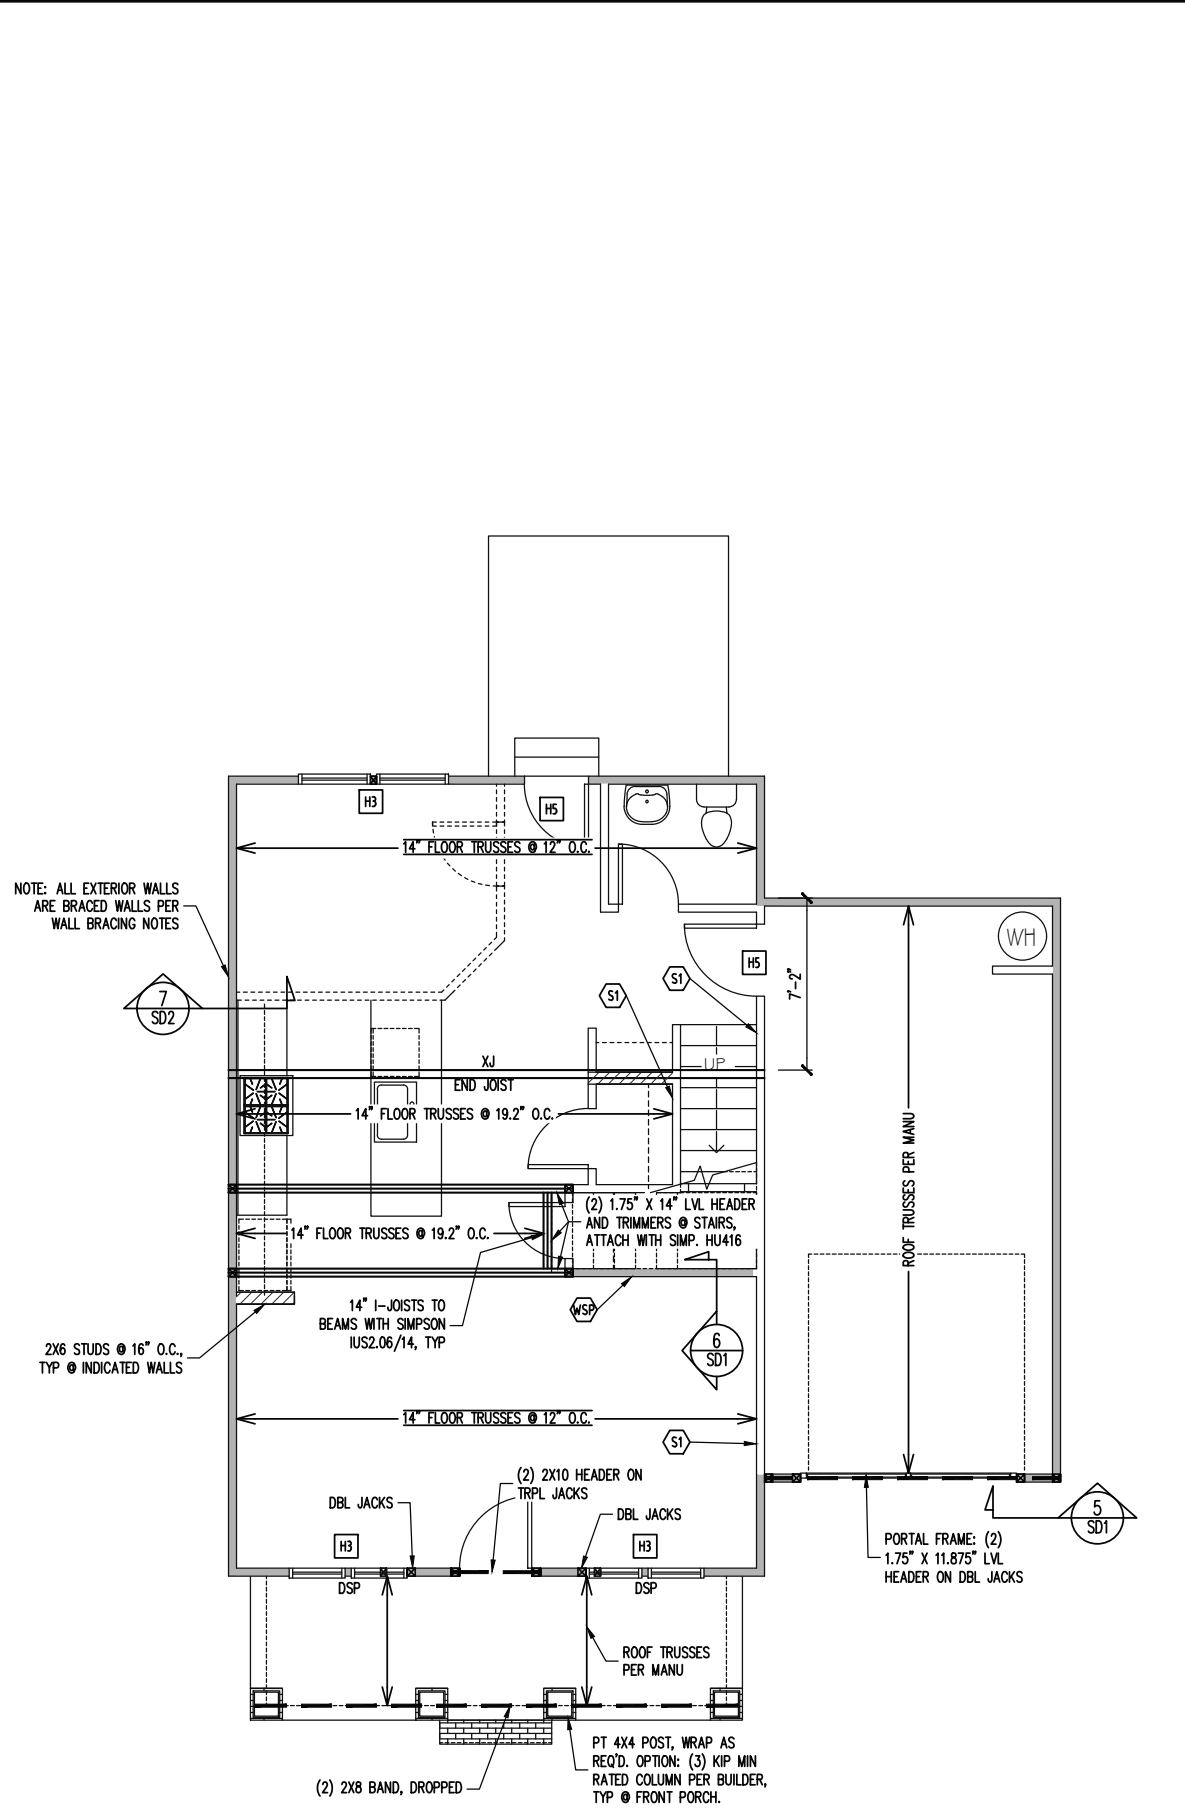 H3
H5
14" FLOOR TRUSSES @ 12" O.C.
NOTE: ALL EXTERIOR WALLS
ARE BRACED WALLS PER
WALL BRACING NOTES
WH
H5
S1
S1
7'-2"
7
SD2
UP
XJ
END JOIST
14" FLOOR TRUSSES @ 19.2" O.C.
ROOF TRUSSES PER MANU
(2) 1.75" X 14" LVL HEADER
AND TRIMMERS @ STAIRS,
ATTACH WITH SIMP. HU416
14" FLOOR TRUSSES @ 19.2" O.C.
14" I-JOISTS TO
BEAMS WITH SIMPSON
IUS2.06/14, TYP
WSP
6
SD1
2X6 STUDS @ 16" O.C.,
TYP @ INDICATED WALLS
14" FLOOR TRUSSES @ 12" O.C.
S1
(2) 2X10 HEADER ON
TRPL JACKS
DBL JACKS
DBL JACKS
5
SD1
H3
H3
PORTAL FRAME: (2)
1.75" X 11.875" LVL
HEADER ON DBL JACKS
DSP
DSP
ROOF TRUSSES
PER MANU
PT 4X4 POST, WRAP AS
REQ'D. OPTION: (3) KIP MIN
RATED COLUMN PER BUILDER,
TYP @ FRONT PORCH.
(2) 2X8 BAND, DROPPED